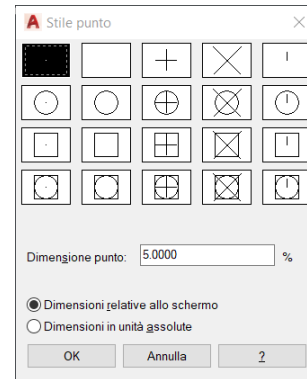 A Stile punto
Dimensione punto: 5.0000 %
Dimensioni relative allo schermo
Dimensioni in unità assolute
OK Annulla ?